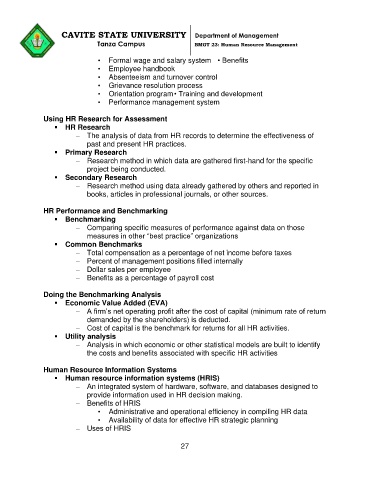 CAVITE STATE UNIVERSITY Department of Management
Tanza Campus BMGT 23: Human Resource Management
• Formal wage and salary system • Benefits
• Employee handbook
• Absenteeism and turnover control
• Grievance resolution process
• Orientation program• Training and development
• Performance management system
Using HR Research for Assessment
▪ HR Research
– The analysis of data from HR records to determine the effectiveness of
past and present HR practices.
▪ Primary Research
– Research method in which data are gathered first-hand for the specific
project being conducted.
▪ Secondary Research
– Research method using data already gathered by others and reported in
books, articles in professional journals, or other sources.
HR Performance and Benchmarking
▪ Benchmarking
– Comparing specific measures of performance against data on those
measures in other “best practice” organizations
▪ Common Benchmarks
– Total compensation as a percentage of net income before taxes
– Percent of management positions filled internally
– Dollar sales per employee
– Benefits as a percentage of payroll cost
Doing the Benchmarking Analysis
▪ Economic Value Added (EVA)
– A firm’s net operating profit after the cost of capital (minimum rate of return
demanded by the shareholders) is deducted.
– Cost of capital is the benchmark for returns for all HR activities.
▪ Utility analysis
– Analysis in which economic or other statistical models are built to identify
the costs and benefits associated with specific HR activities
Human Resource Information Systems
▪ Human resource information systems (HRIS)
– An integrated system of hardware, software, and databases designed to
provide information used in HR decision making.
– Benefits of HRIS
• Administrative and operational efficiency in compiling HR data
• Availability of data for effective HR strategic planning
– Uses of HRIS
27